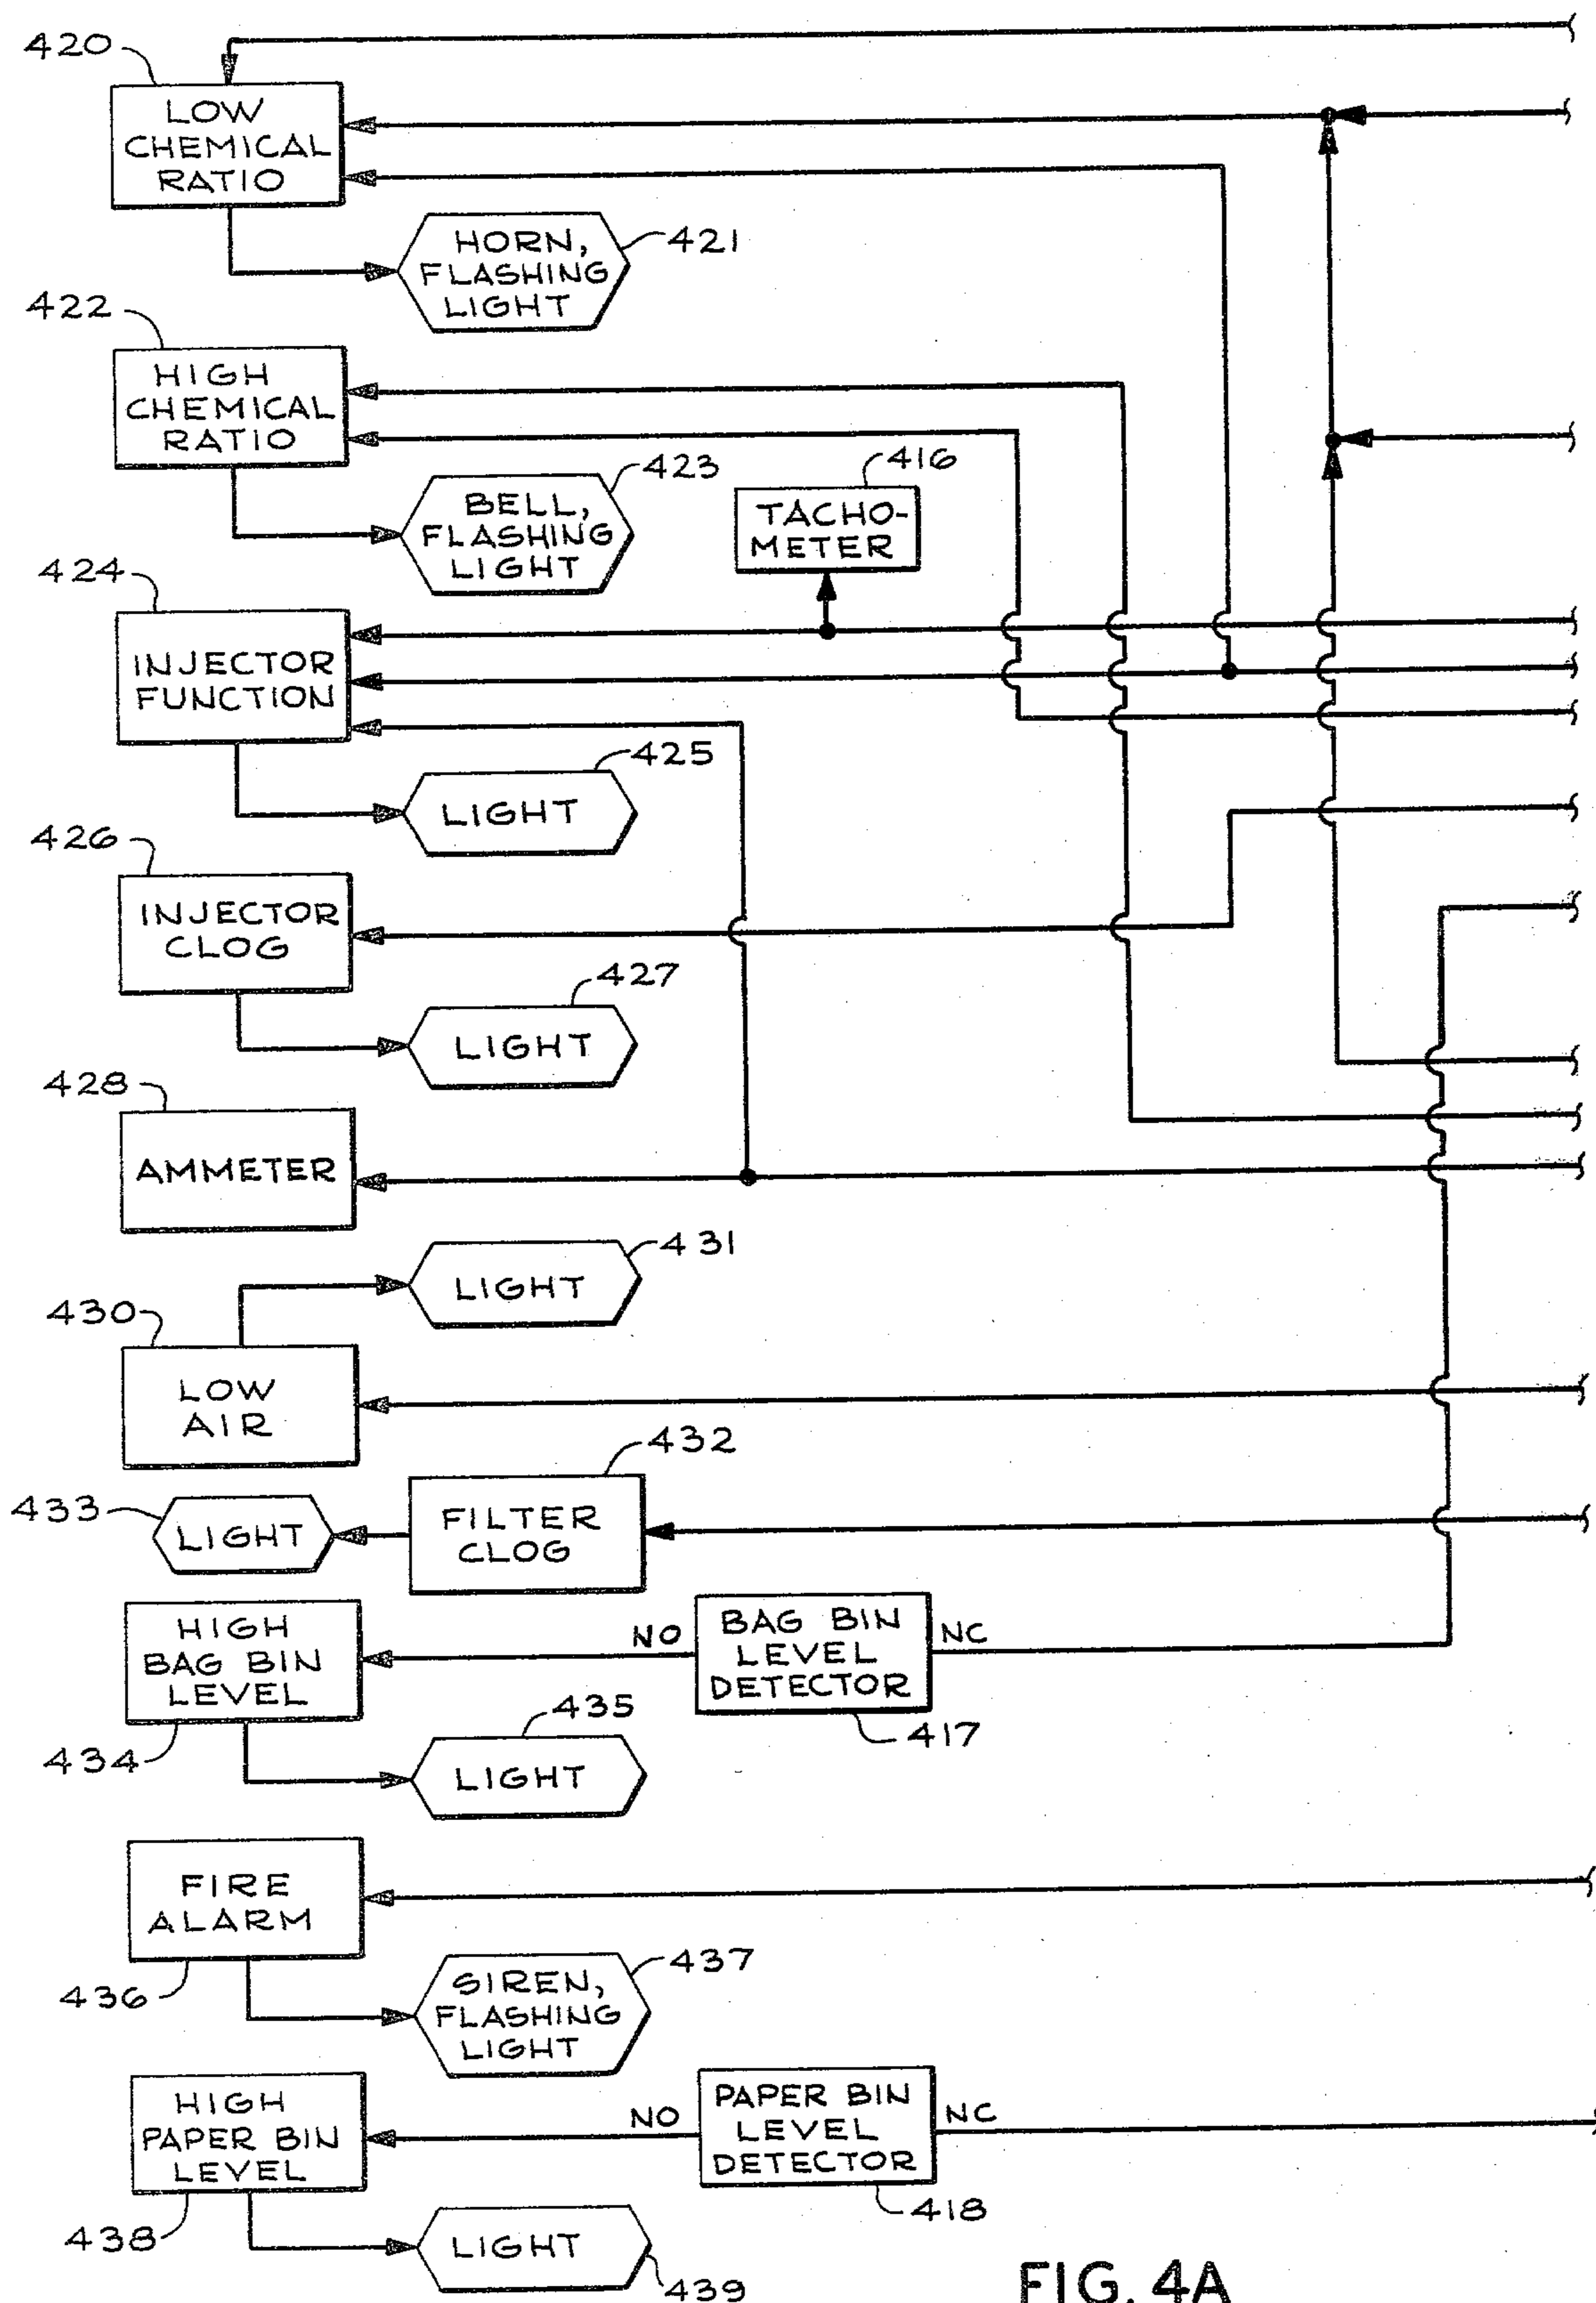 420
LOW
CHEMICAL
RATIO
HORN,
FLASHING
LIGHT
421
422
HIGH
CHEMICAL
RATIO
BELL,
FLASHING
LIGHT
423
416
TACHO-
METER
424
INJECTOR
FUNCTION
425
LIGHT
426
INJECTOR
CLOG
427
LIGHT
428
AMMETER
431
LIGHT
430
LOW
AIR
432
433
LIGHT
FILTER
CLOG
HIGH
BAG BIN
LEVEL
434
NO
BAG BIN
LEVEL
DETECTOR
NC
417
435
LIGHT
FIRE
ALARM
436
437
SIREN,
FLASHING
LIGHT
HIGH
PAPER BIN
LEVEL
438
NO
PAPER BIN
LEVEL
DETECTOR
NC
418
LIGHT
439
FIG. 4A